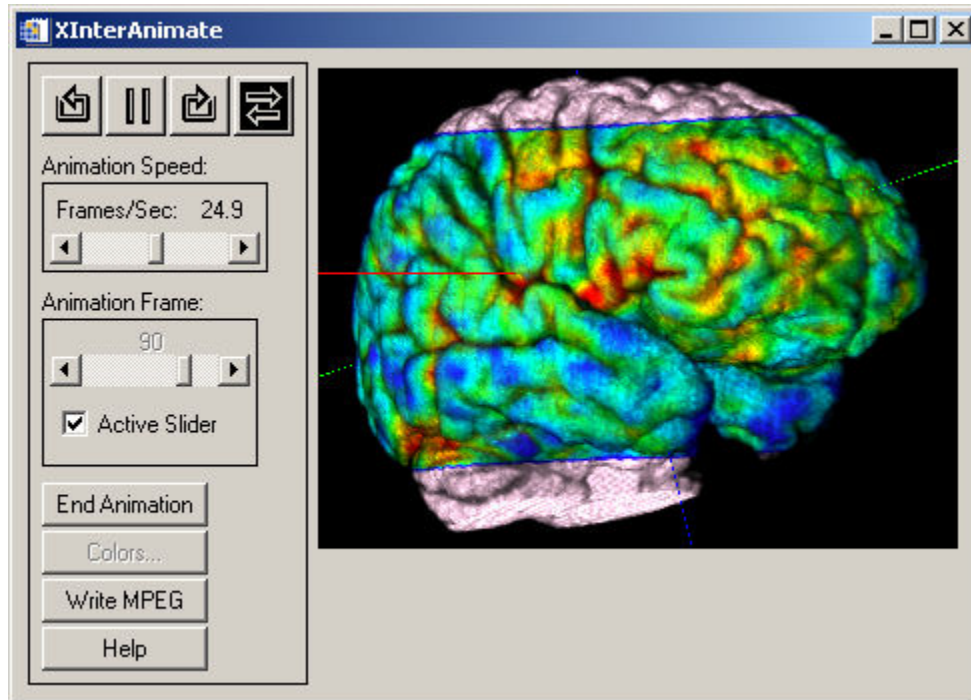 XInterAnimate
Animation Speed:
Frames/Sec: 24.9
Animation Frame:
90
Active Slider
End Animation
Colors...
Write MPEG
Help